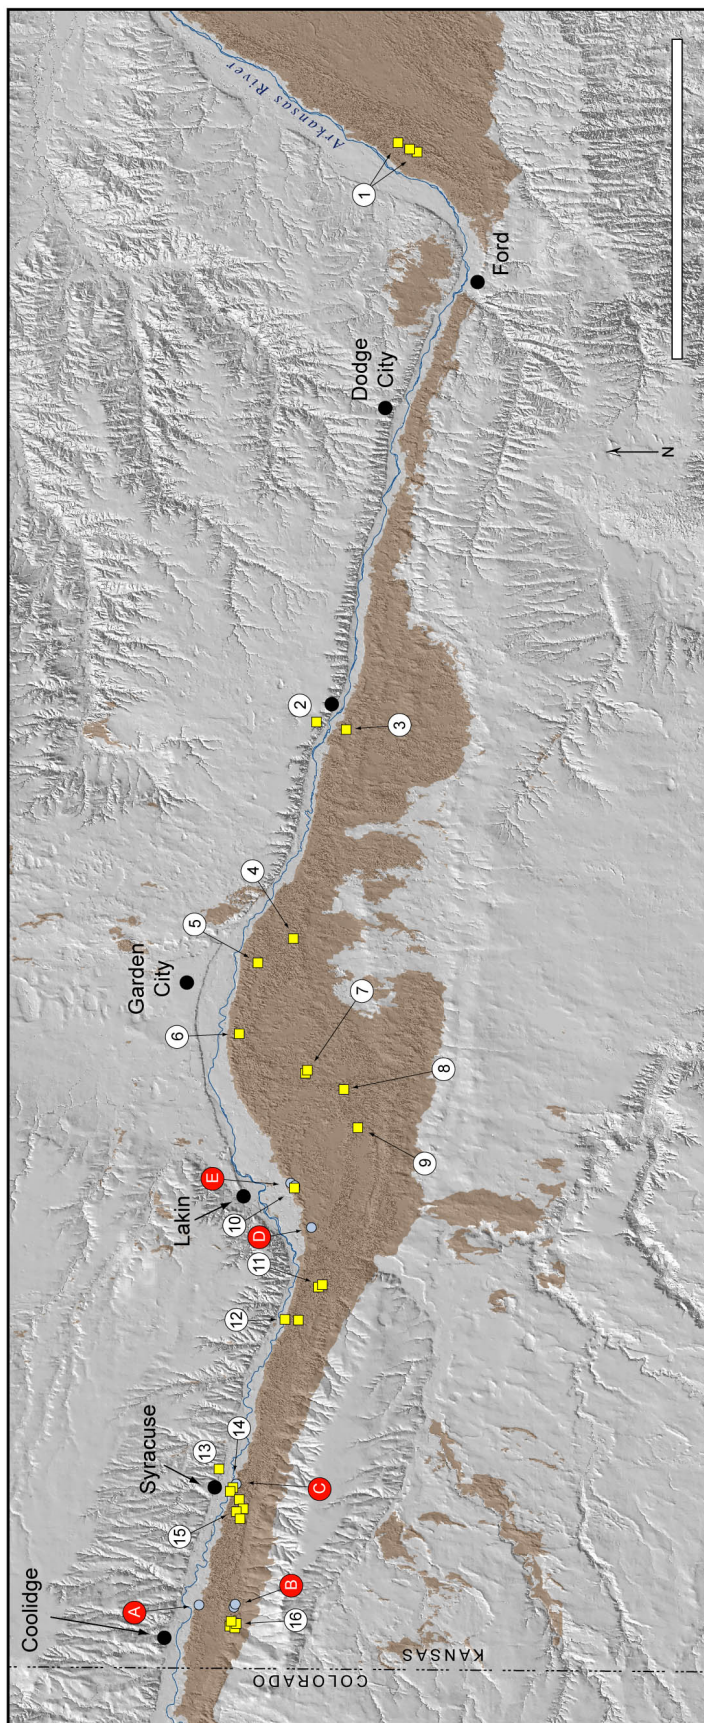 Coolidge
Syracuse
Lakin
Garden
City
Dodge
City
Ford
Arkansas River
COLORADO
KANSAS
N
A
B
C
D
E
1
2
3
4
5
6
7
8
9
10
11
12
13
14
15
16